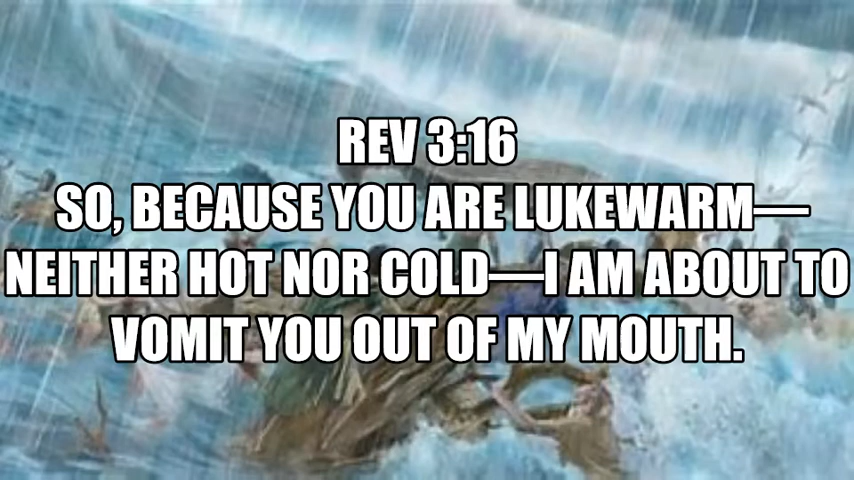 REV 3:16
SO, BECAUSE YOU ARE LUKEWARM—
NEITHER HOT NOR COLD—I AM ABOUT TO
VOMIT YOU OUT OF MY MOUTH.